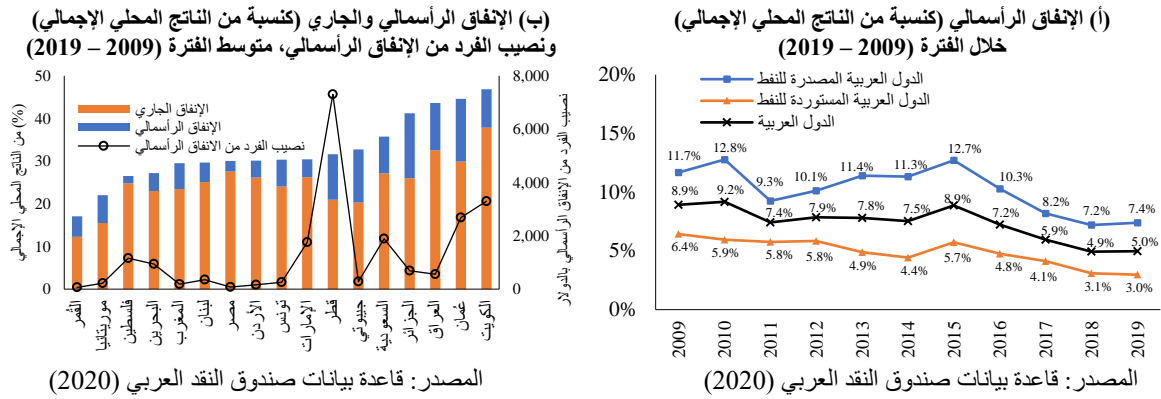 (أ) الإنفاق الرأسمالي (كنسبة من الناتج المحلي الإجمالي)
خلال الفترة (2009 – 2019)
20%
15%
10%
5%
0%
الدول العربية المصدرة للنفط
الدول العربية المستوردة للنفط
الدول العربية
11.7% 12.8% 9.3% 10.1% 11.4% 11.3% 12.7% 10.3% 8.2% 7.2% 7.4%
8.9% 9.2% 7.4% 7.9% 7.8% 7.5% 8.9% 7.2% 5.9% 4.9% 5.0%
6.4% 5.9% 5.8% 5.8% 4.9% 4.4% 5.7% 4.8% 4.1% 3.1% 3.0%
2009 2010 2011 2012 2013 2014 2015 2016 2017 2018 2019
المصدر: قاعدة بيانات صندوق النقد العربي (2020)
(ب) الإنفاق الرأسمالي والجاري (كنسبة من الناتج المحلي الإجمالي)
ونصيب الفرد من الإنفاق الرأسمالي، متوسط الفترة (2009 – 2019)
من الناتج المحلي الإجمالي (%)
50
40
30
20
10
0
الإنفاق الجاري
الإنفاق الرأسمالي
نصيب الفرد من الانفاق الرأسمالي
8,000
6,000
4,000
2,000
0
نصيب الفرد من الإنفاق الرأسمالي بالدولار
القُمر
موريتانيا
فلسطين
البحرين
المغرب
لبنان
مصر
الأردن
تونس
الإمارات
قطر
جيبوتي
السعودية
الجزائر
العراق
عُمان
الكويت
المصدر: قاعدة بيانات صندوق النقد العربي (2020)